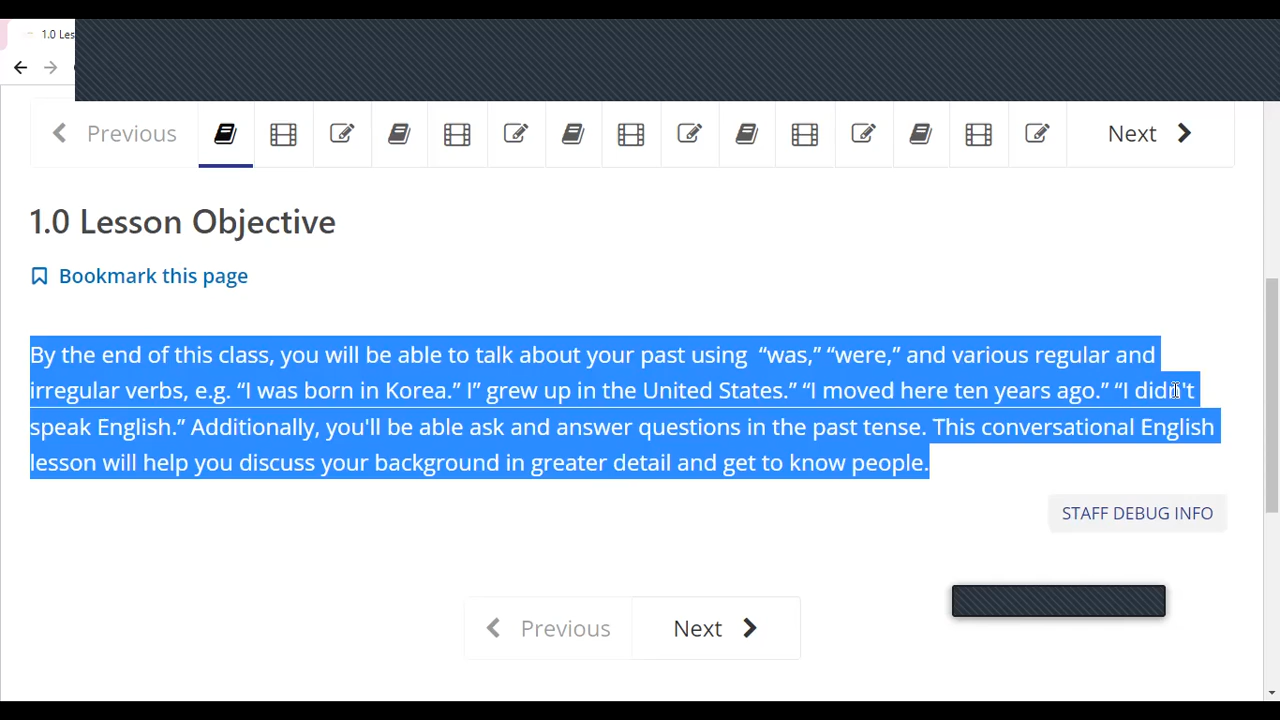 1.0 Les
Previous
Next
1.0 Lesson Objective
Bookmark this page
By the end of this class, you will be able to talk about your past using  “was,” “were,” and various regular and
irregular verbs, e.g. “I was born in Korea.” I” grew up in the United States.” “I moved here ten years ago.” “I didn't
speak English.” Additionally, you'll be able ask and answer questions in the past tense. This conversational English
lesson will help you discuss your background in greater detail and get to know people.
STAFF DEBUG INFO
Previous
Next